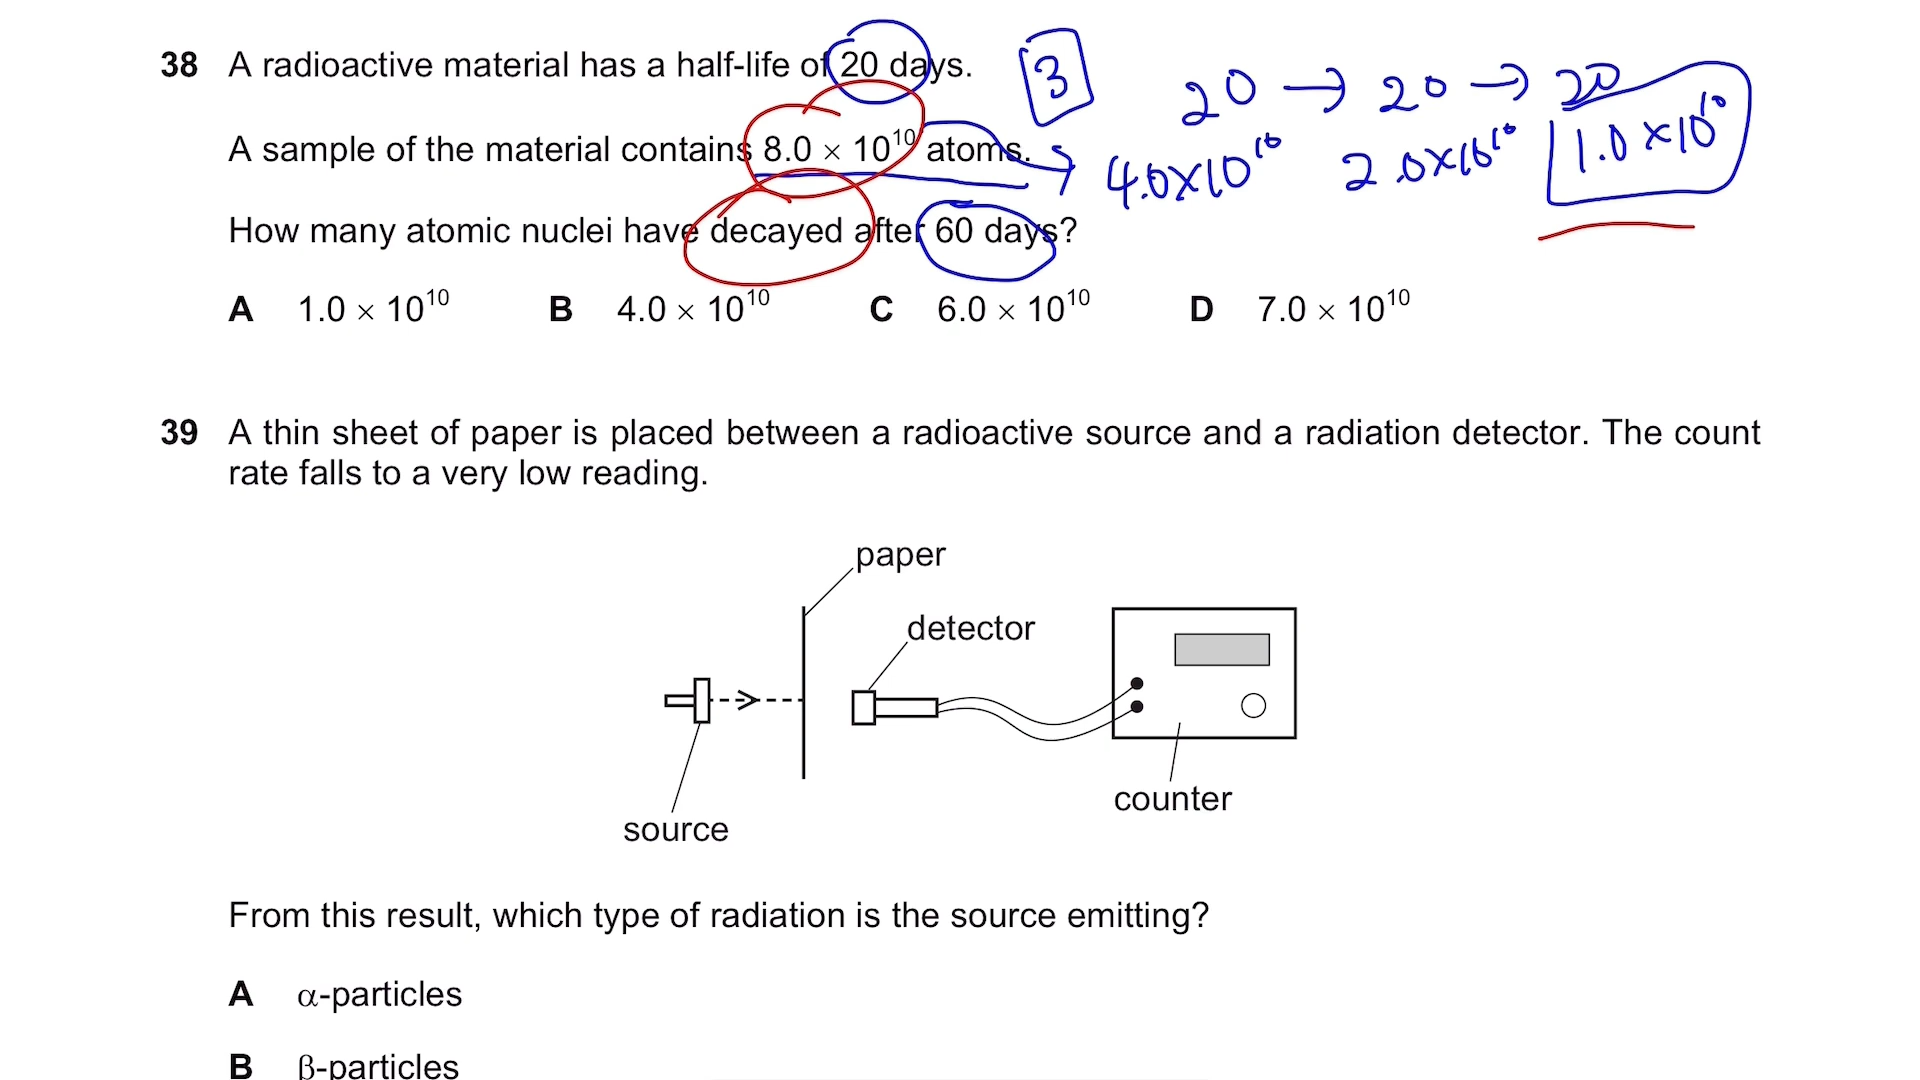 38 A radioactive material has a half-life of 20 days.
3 20 → 20 → 20
A sample of the material contains 8.0 × 10¹⁰ atoms.
→ 4.0×10¹⁰ 2.0×10¹⁰ 1.0×10¹⁰
How many atomic nuclei have decayed after 60 days?
A 1.0 × 10¹⁰ B 4.0 × 10¹⁰ C 6.0 × 10¹⁰ D 7.0 × 10¹⁰
39 A thin sheet of paper is placed between a radioactive source and a radiation detector. The count
rate falls to a very low reading.
paper
detector
counter
source
From this result, which type of radiation is the source emitting?
A α-particles
B β-particles